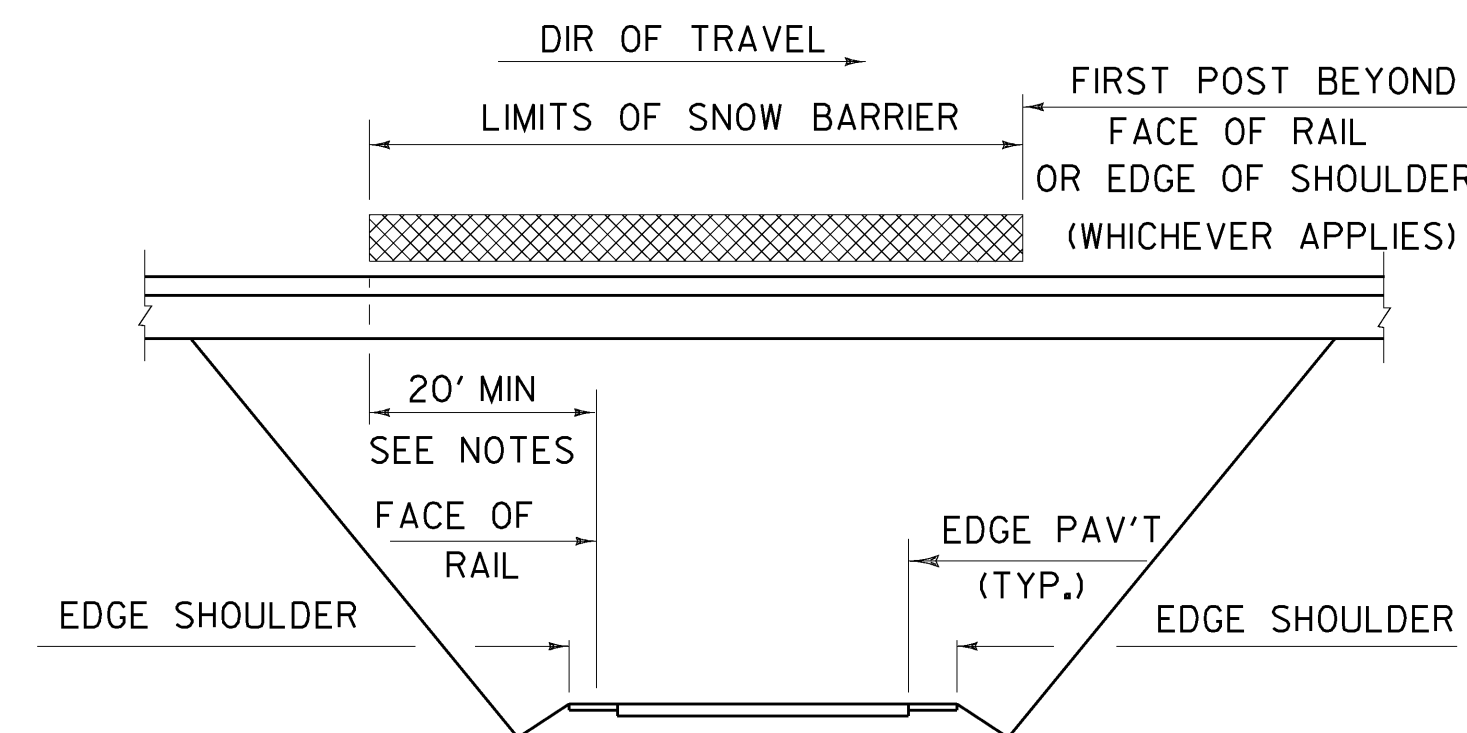 DIR OF TRAVEL
LIMITS OF SNOW BARRIER
FIRST POST BEYOND
FACE OF RAIL
OR EDGE OF SHOULDER
(WHICHEVER APPLIES)
20' MIN
SEE NOTES
FACE OF
RAIL
EDGE PAV'T
(TYP.)
EDGE SHOULDER
EDGE SHOULDER